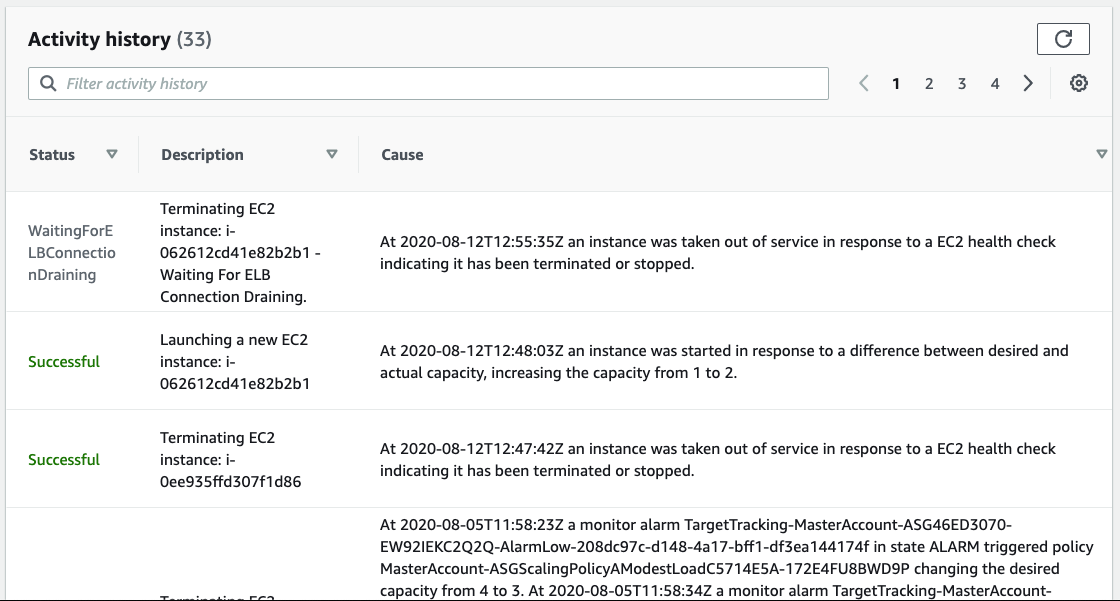 Activity history (33)
Filter activity history
1 2 3 4
Status Description Cause
WaitingForE
LBConnectio
nDraining
Terminating EC2
instance: i-
062612cd41e82b2b1 -
Waiting For ELB
Connection Draining.
At 2020-08-12T12:55:35Z an instance was taken out of service in response to a EC2 health check
indicating it has been terminated or stopped.
Successful
Launching a new EC2
instance: i-
062612cd41e82b2b1
At 2020-08-12T12:48:03Z an instance was started in response to a difference between desired and
actual capacity, increasing the capacity from 1 to 2.
Successful
Terminating EC2
instance: i-
0ee935ffd307f1d86
At 2020-08-12T12:47:42Z an instance was taken out of service in response to a EC2 health check
indicating it has been terminated or stopped.
Terminating EC2
At 2020-08-05T11:58:23Z a monitor alarm TargetTracking-MasterAccount-ASG46ED3070-
EW92IEKC2Q2Q-AlarmLow-208dc97c-d148-4a17-bff1-df3ea144174f in state ALARM triggered policy
MasterAccount-ASGScalingPolicyAModestLoadC5714E5A-172E4FU8BWD9P changing the desired
capacity from 4 to 3. At 2020-08-05T11:58:34Z a monitor alarm TargetTracking-MasterAccount-